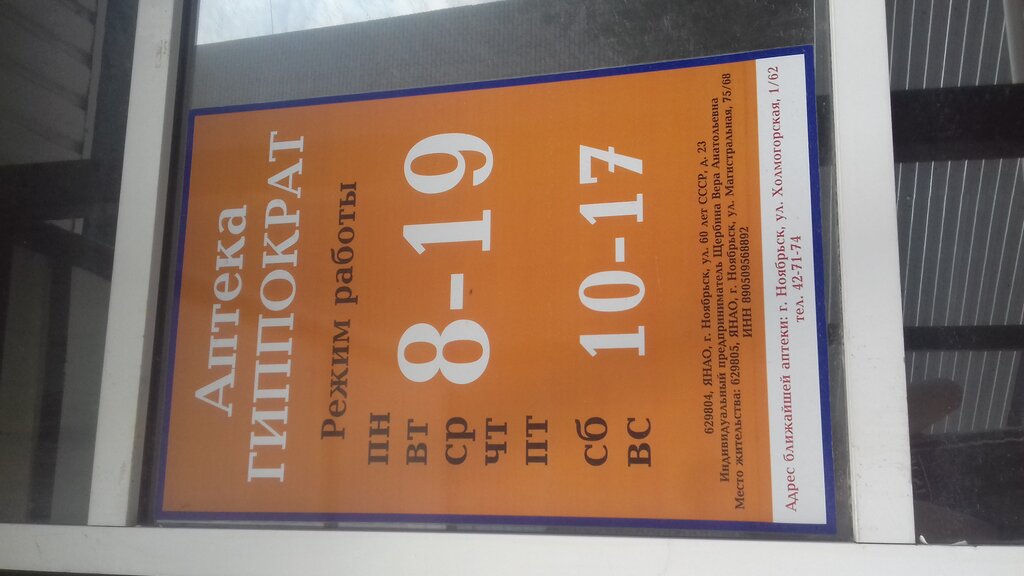 Аптека
ГИППОКРАТ
Режим работы
пн
вт
ср
чт
пт
8-19
сб
вс
10-17
629804, ЯНАО, г. Ноябрьск, ул. 60 лет СССР, д. 23
Индивидуальный предприниматель Щербина Вера Анатольевна
Место жительства: 629805, ЯНАО, г. Ноябрьск, ул. Магистральная, 75/68
ИНН 890509568892
Адрес ближайшей аптеки: г. Ноябрьск, ул. Холмогорская, 1/62
тел. 42-71-74